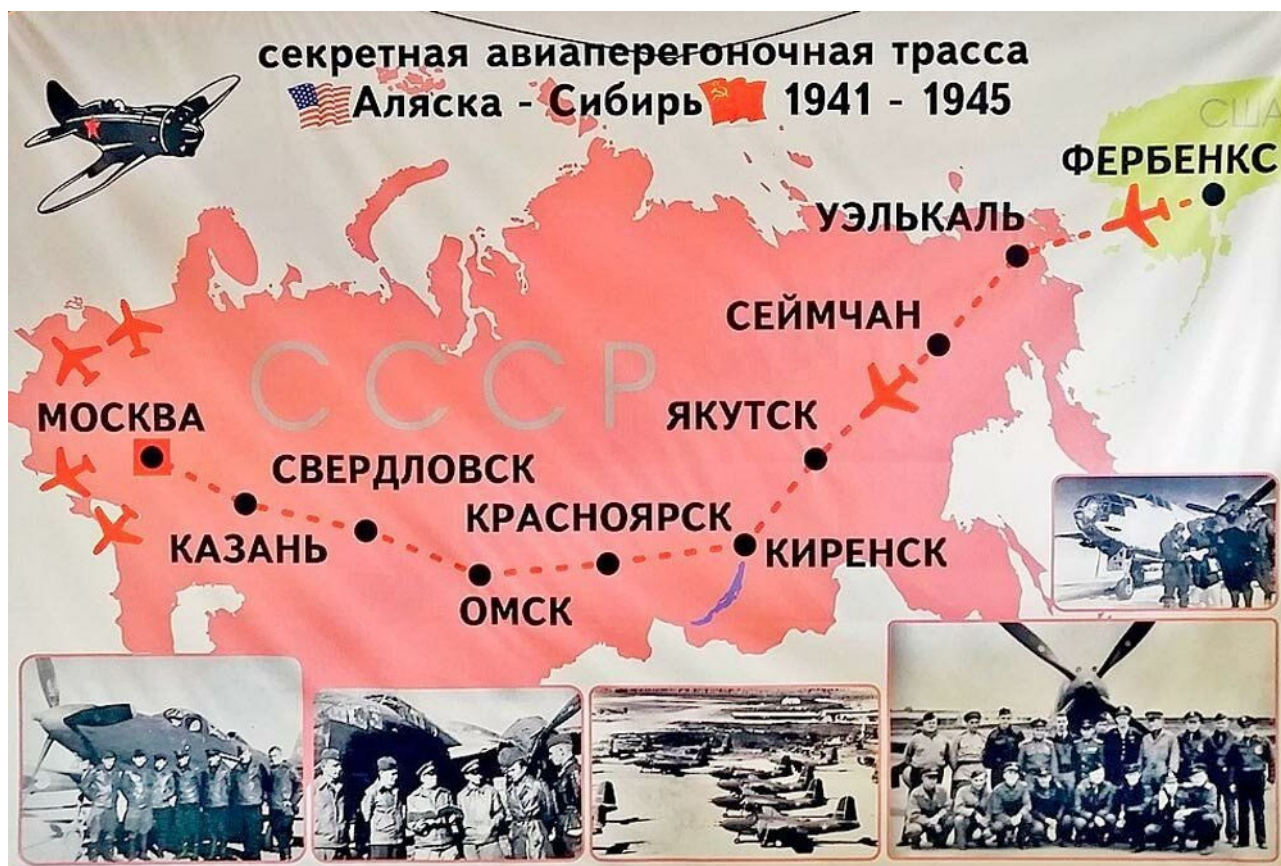 секретная авиаперегоночная трасса
Аляска - Сибирь 1941 - 1945
США
ФЕРБЕНКС
УЭЛЬКАЛЬ
СЕЙМЧАН
СССР
ЯКУТСК
МОСКВА
СВЕРДЛОВСК
КРАСНОЯРСК
КАЗАНЬ
КИРЕНСК
ОМСК